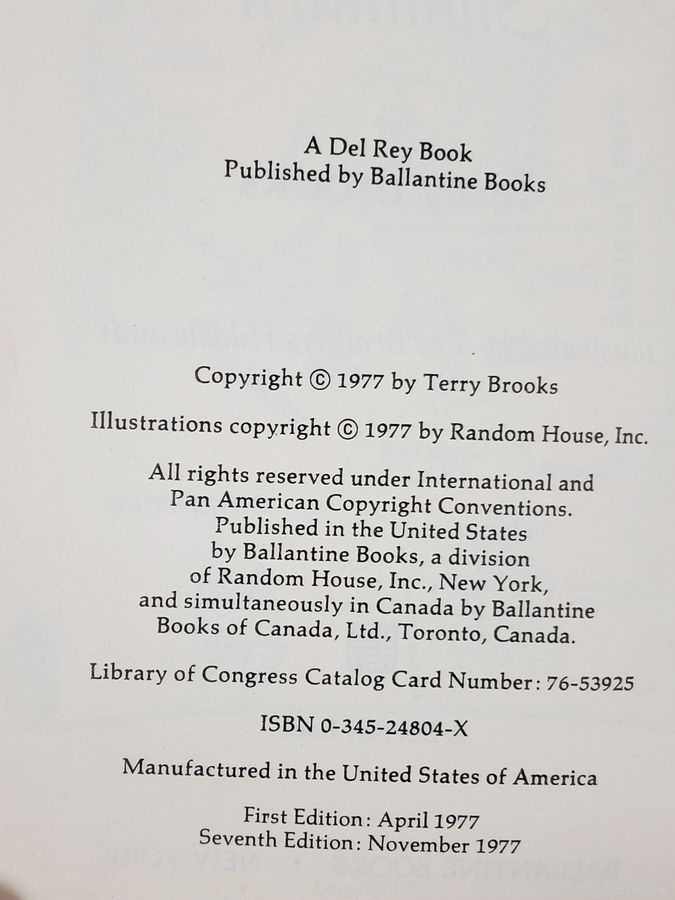 A Del Rey Book
Published by Ballantine Books
Copyright © 1977 by Terry Brooks
Illustrations copyright © 1977 by Random House, Inc.
All rights reserved under International and
Pan American Copyright Conventions.
Published in the United States
by Ballantine Books, a division
of Random House, Inc., New York,
and simultaneously in Canada by Ballantine
Books of Canada, Ltd., Toronto, Canada.
Library of Congress Catalog Card Number: 76-53925
ISBN 0-345-24804-X
Manufactured in the United States of America
First Edition: April 1977
Seventh Edition: November 1977